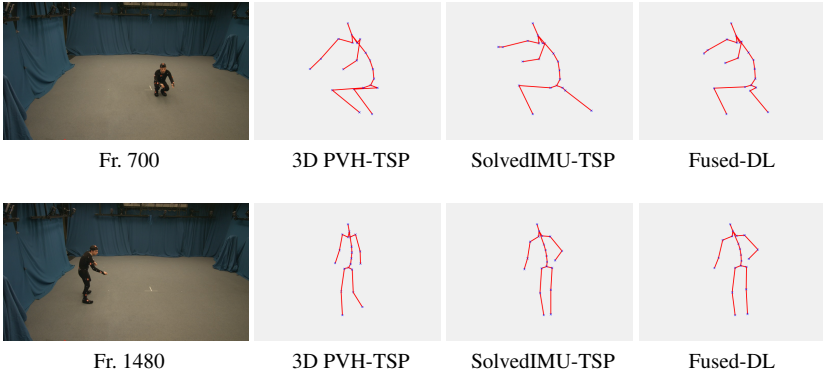 Fr. 700 3D PVH-TSP SolvedIMU-TSP Fused-DL
Fr. 1480 3D PVH-TSP SolvedIMU-TSP Fused-DL